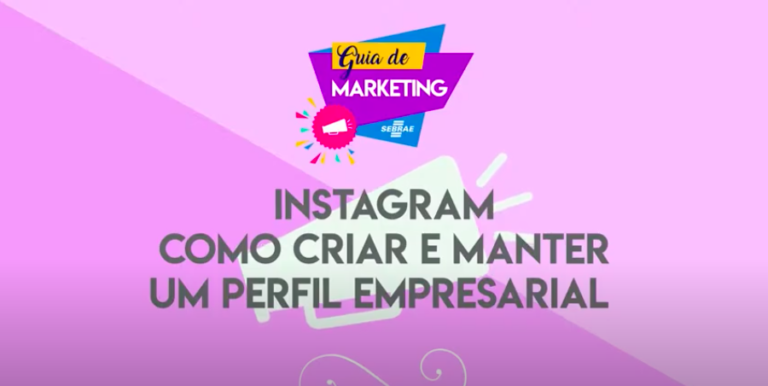 Guia de
MARKETING
SEBRAE
INSTAGRAM
COMO CRIAR E MANTER
UM PERFIL EMPRESARIAL